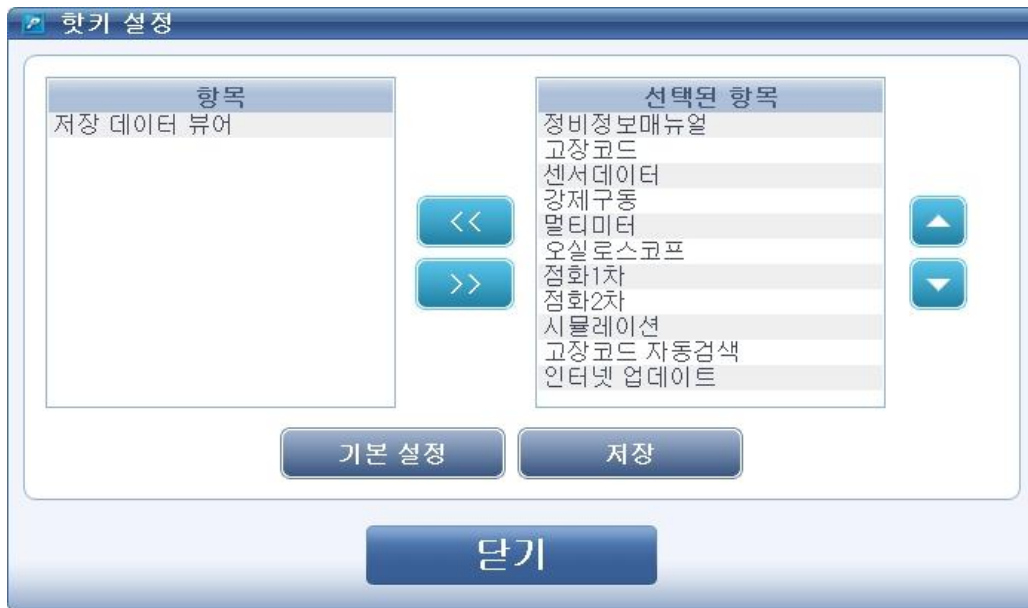 핫키 설정
항목
저장 데이터 뷰어
<<
>>
선택된 항목
정비정보매뉴얼
고장코드
센서데이터
강제구동
멀티미터
오실로스코프
점화1차
점화2차
시뮬레이션
고장코드 자동검색
인터넷 업데이트
기본 설정
저장
닫기